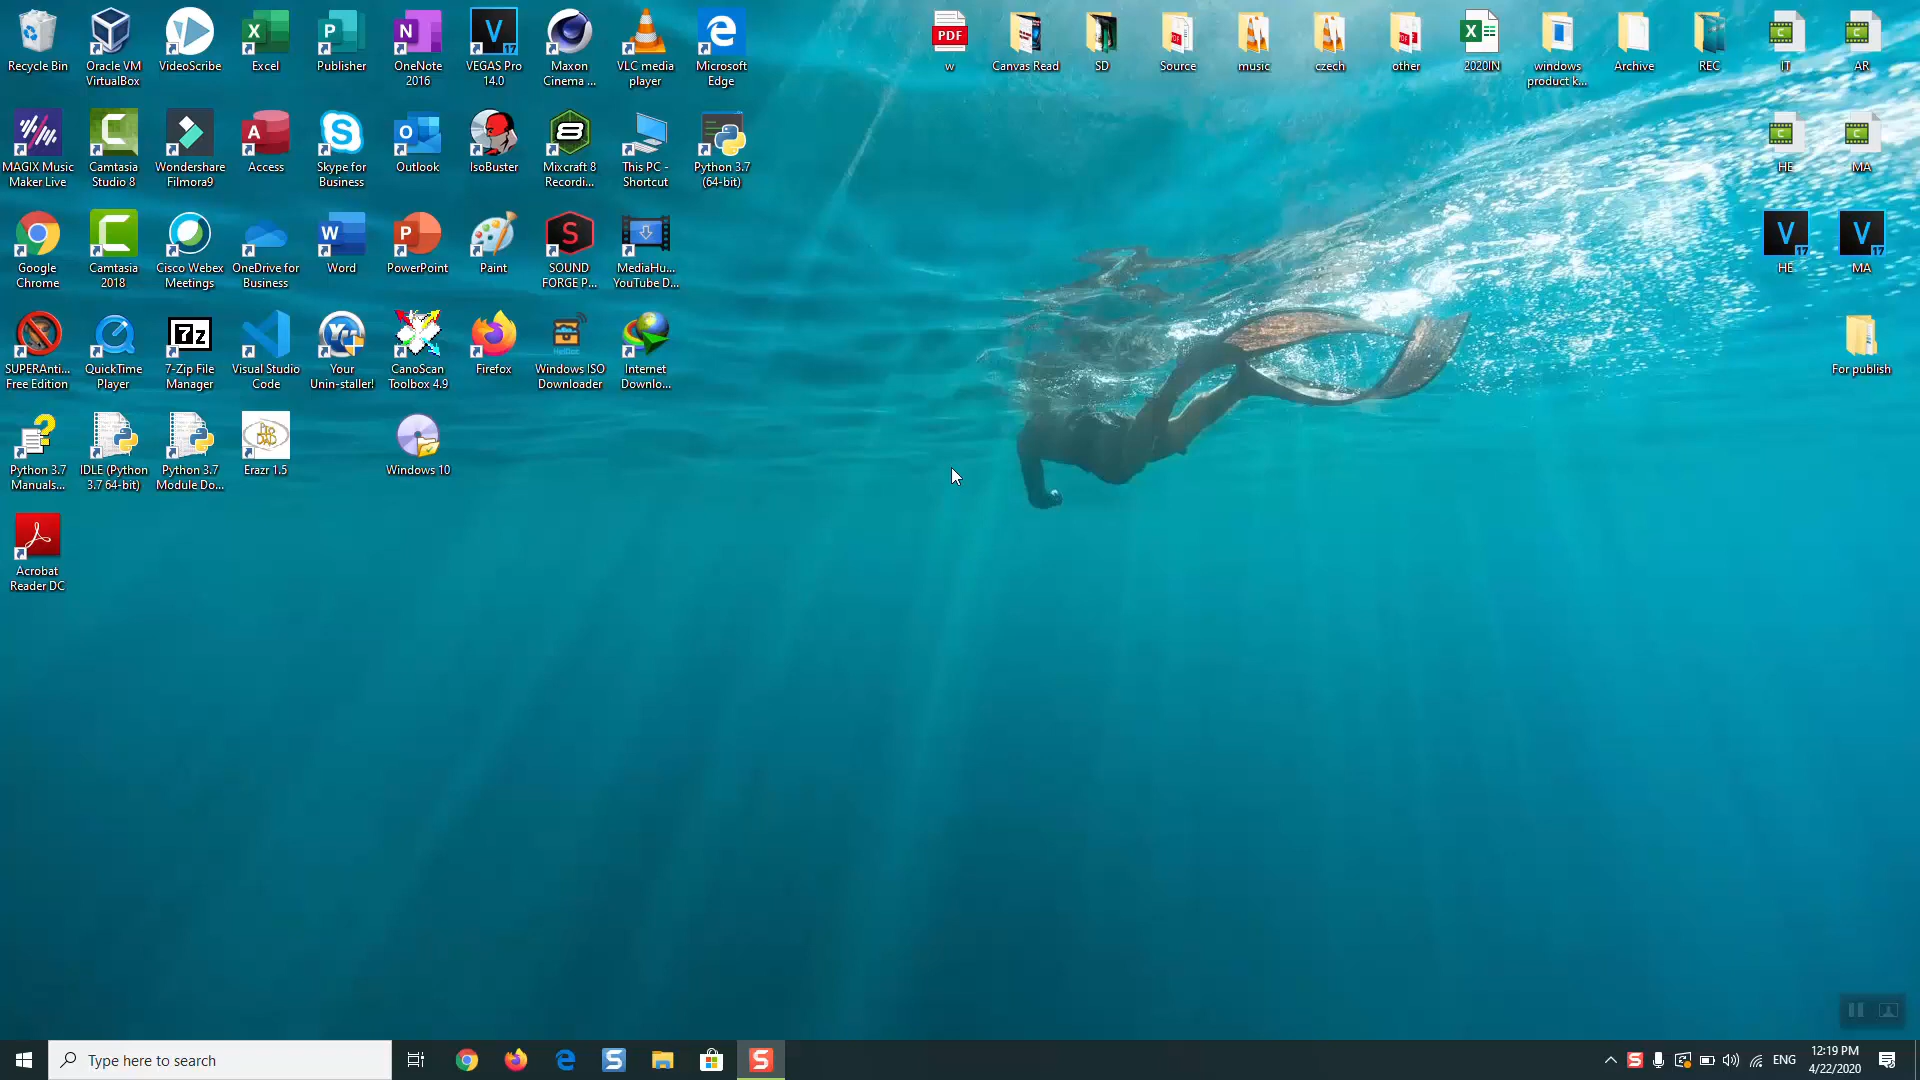 Recycle Bin
Oracle VM
VirtualBox
VideoScribe
Excel
Publisher
OneNote
2016
VEGAS Pro
14.0
Maxon
Cinema ...
VLC media
player
Microsoft
Edge
w
Canvas Read
SD
Source
music
czech
other
2020IN
windows
product k...
Archive
REC
IT
AR
MAGIX Music
Maker Live
Camtasia
Studio 8
Wondershare
Filmora9
Access
Skype for
Business
Outlook
IsoBuster
Mixcraft 8
Recordi...
This PC -
Shortcut
Python 3.7
(64-bit)
HE
MA
Google
Chrome
Camtasia
2018
Cisco Webex
Meetings
OneDrive for
Business
Word
PowerPoint
Paint
SOUND
FORGE P...
MediaHu...
YouTube D...
HE
MA
SUPERAnti...
Free Edition
QuickTime
Player
7-Zip File
Manager
Visual Studio
Code
Your
Unin-staller!
CanoScan
Toolbox 4.9
Firefox
Windows ISO
Downloader
Internet
Downlo...
For publish
Python 3.7
Manuals...
IDLE (Python
3.7 64-bit)
Python 3.7
Module Do...
Erazr 1.5
Windows 10
Acrobat
Reader DC
Type here to search
ENG
12:19 PM
4/22/2020